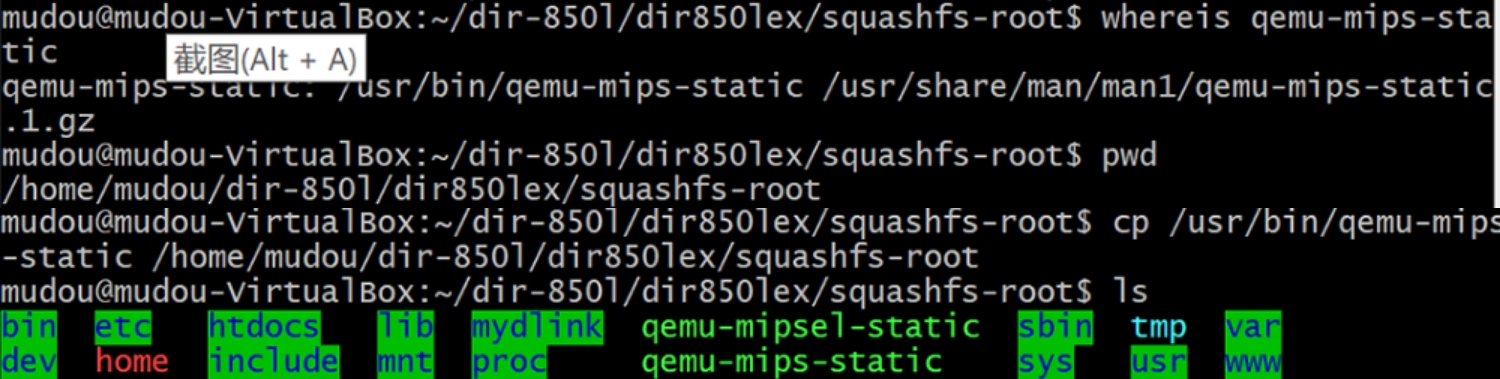 mudou@mudou-VirtualBox:~/dir-850l/dir850lex/squashfs-root$ whereis qemu-mips-sta
tic
截图(Alt + A)
qemu-mips-static: /usr/bin/qemu-mips-static /usr/share/man/man1/qemu-mips-static
.1.gz
mudou@mudou-VirtualBox:~/dir-850l/dir850lex/squashfs-root$ pwd
/home/mudou/dir-850l/dir850lex/squashfs-root
mudou@mudou-VirtualBox:~/dir-850l/dir850lex/squashfs-root$ cp /usr/bin/qemu-mips
-static /home/mudou/dir-850l/dir850lex/squashfs-root
mudou@mudou-VirtualBox:~/dir-850l/dir850lex/squashfs-root$ ls
bin etc htdocs lib mydlink qemu-mipsel-static sbin tmp var
dev home include mnt proc qemu-mips-static sys usr www